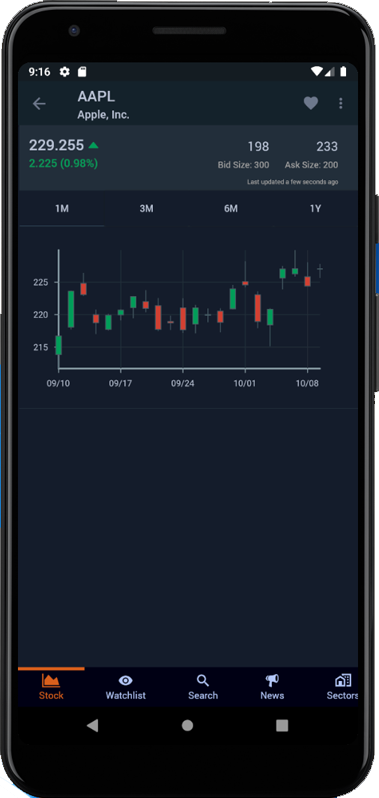 9:16
AAPL
Apple, Inc.
229.255
198
233
2.225 (0.98%)
Bid Size: 300
Ask Size: 200
Last updated a few seconds ago
1M
3M
6M
1Y
225
220
215
09/10
09/17
09/24
10/01
10/08
Stock
Watchlist
Search
News
Sectors